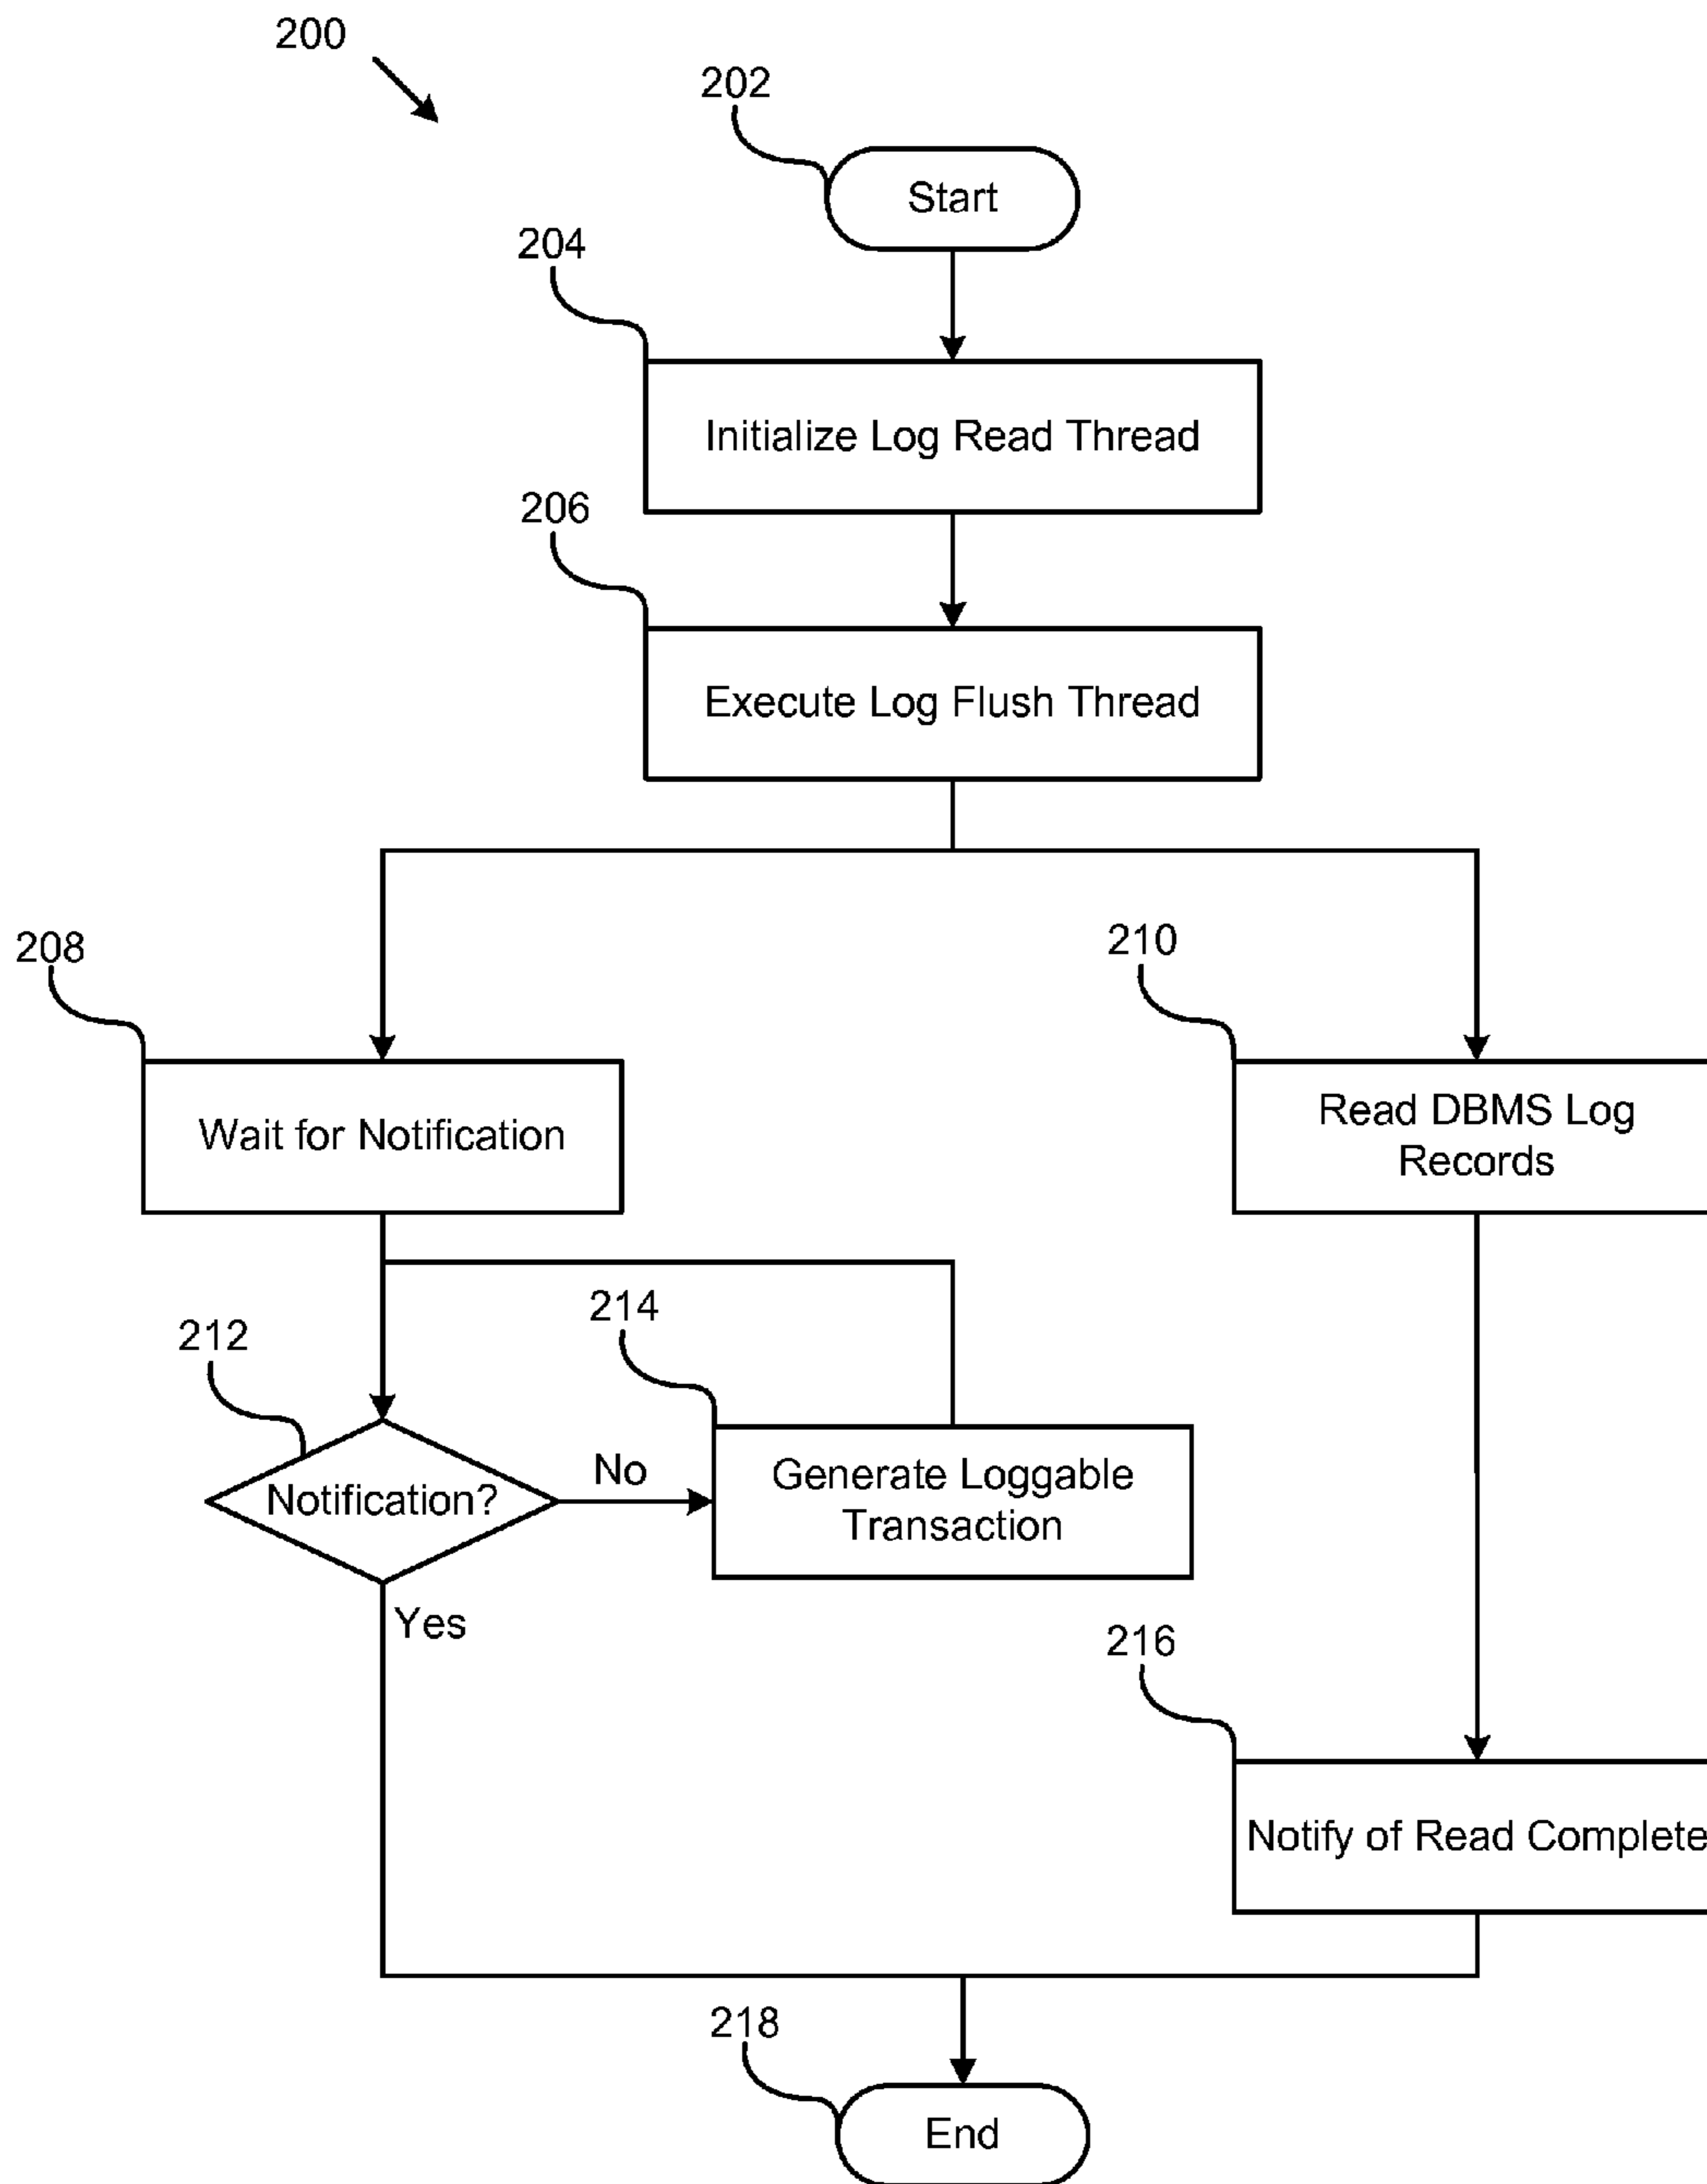 200
202
Start
204
Initialize Log Read Thread
206
Execute Log Flush Thread
208
210
Wait for Notification
Read DBMS Log
Records
212
214
Notification?
No
Generate Loggable
Transaction
Yes
216
Notify of Read Complete
218
End